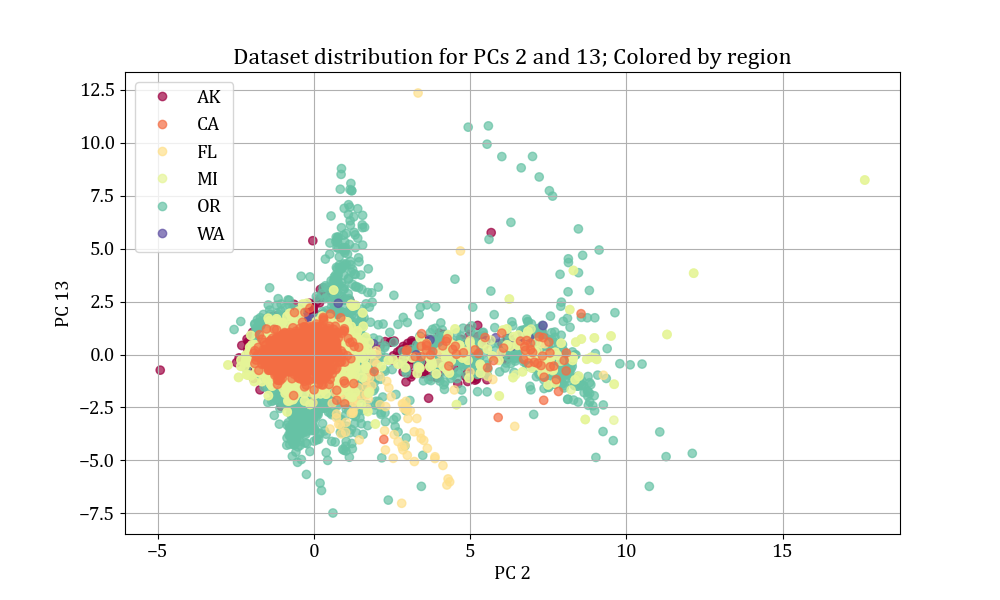 Dataset distribution for PCs 2 and 13; Colored by region
12.5
10.0
7.5
5.0
2.5
0.0
−2.5
−5.0
−7.5
PC 13
AK
CA
FL
MI
OR
WA
−5
0
5
10
15
PC 2